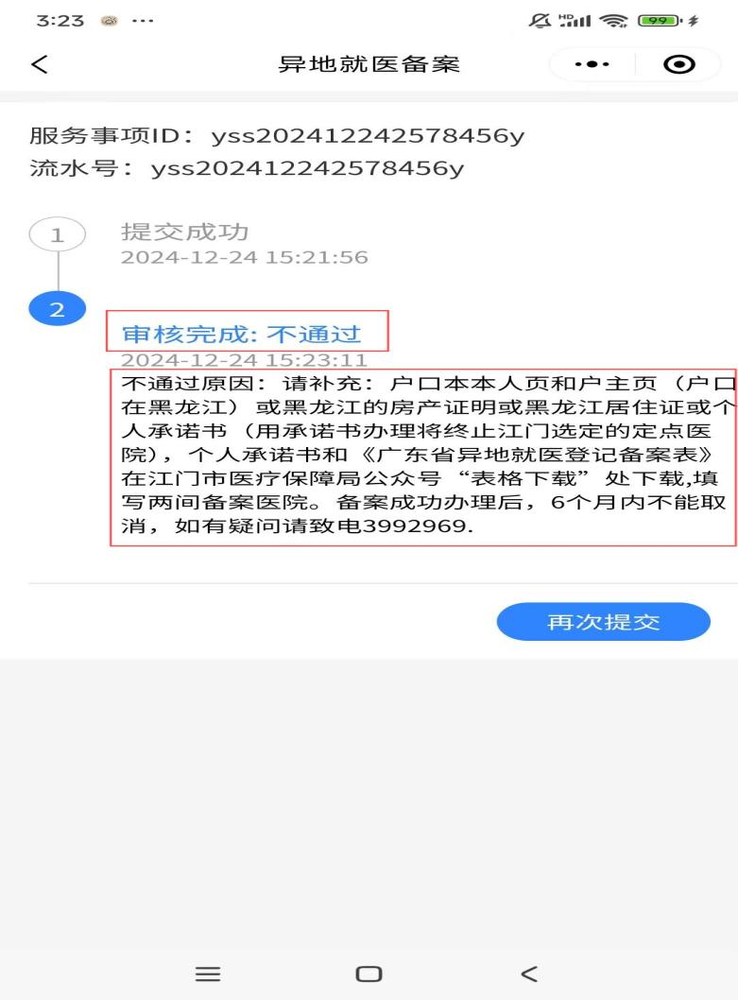 3:23 ...
HD 99
异地就医备案
服务事项ID：yss202412242578456y
流水号：yss202412242578456y
1 提交成功
2024-12-24 15:21:56
2
审核完成: 不通过
2024-12-24 15:23:11
不通过原因：请补充：户口本本人页和户主页（户口
在黑龙江）或黑龙江的房产证明或黑龙江居住证或个
人承诺书（用承诺书办理将终止江门选定的定点医
院），个人承诺书和《广东省异地就医登记备案表》
在江门市医疗保障局公众号“表格下载”处下载,填
写两间备案医院。备案成功办理后，6个月内不能取
消，如有疑问请致电3992969.
再次提交